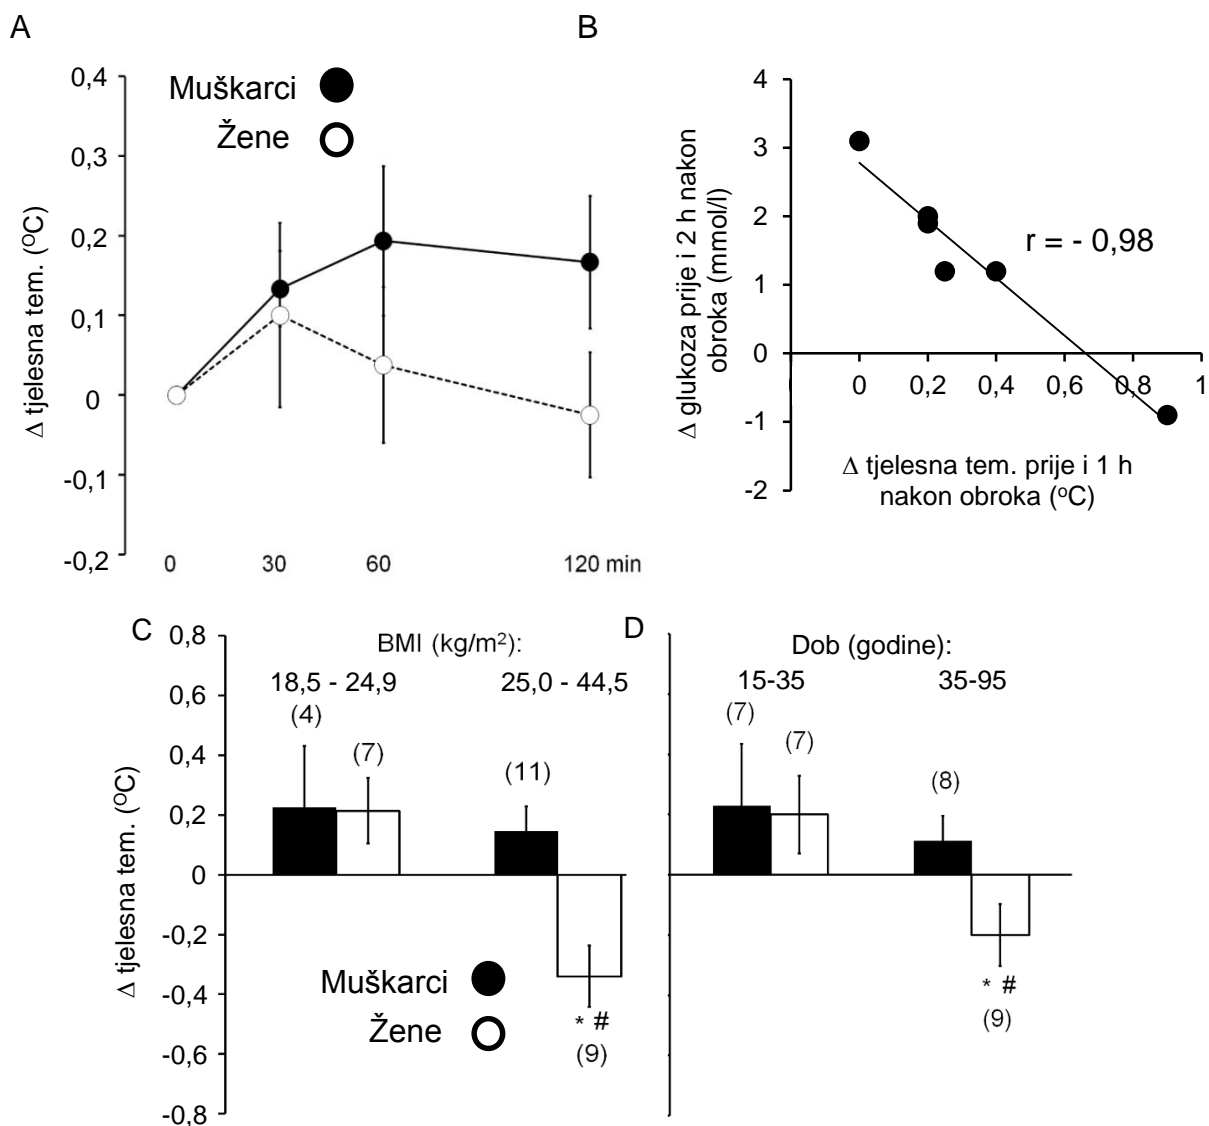 A
Δ tjelesna tem. (OC)
0,4
0,3
0,2
0,1
0
-0,1
-0,2
Muškarci
Žene
0 30 60 120 min
B
Δ glukoza prije i 2 h nakon
obroka (mmol/l)
4
3
2
1
0
-1
-2
r = - 0,98
0 0,2 0,4 0,6 0,8 1
Δ tjelesna tem. prije i 1 h
nakon obroka (oC)
C
Δ tjelesna tem. (OC)
0,8
0,6
0,4
0,2
0
-0,2
-0,4
-0,6
-0,8
BMI (kg/m2):
18,5 - 24,9 25,0 - 44,5
(4)
(7)
(11)
* #
(9)
Muškarci
Žene
D
Dob (godine):
15-35 35-95
(7)
(7)
(8)
* #
(9)